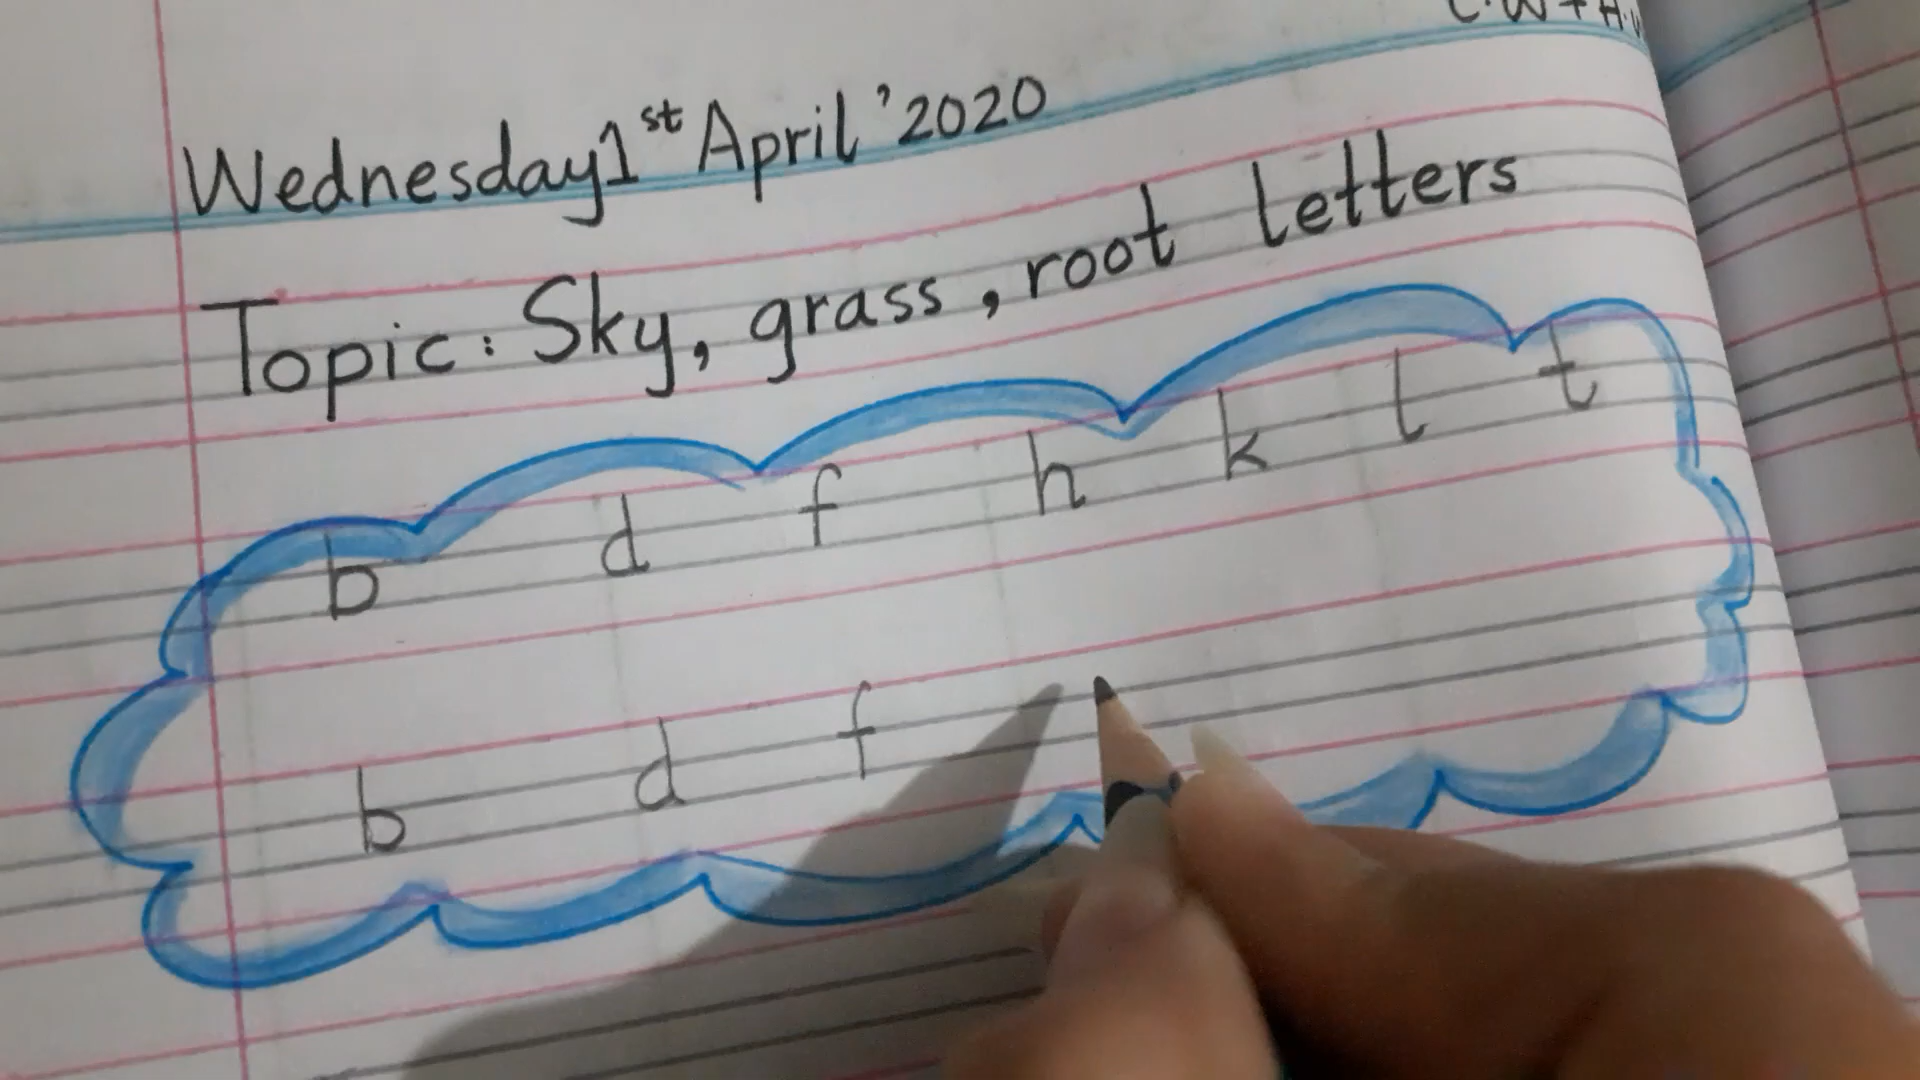 C.W + H.W
Wednesday 1st April '2020
Topic: Sky, grass, root letters
b d f h k l t
b d f